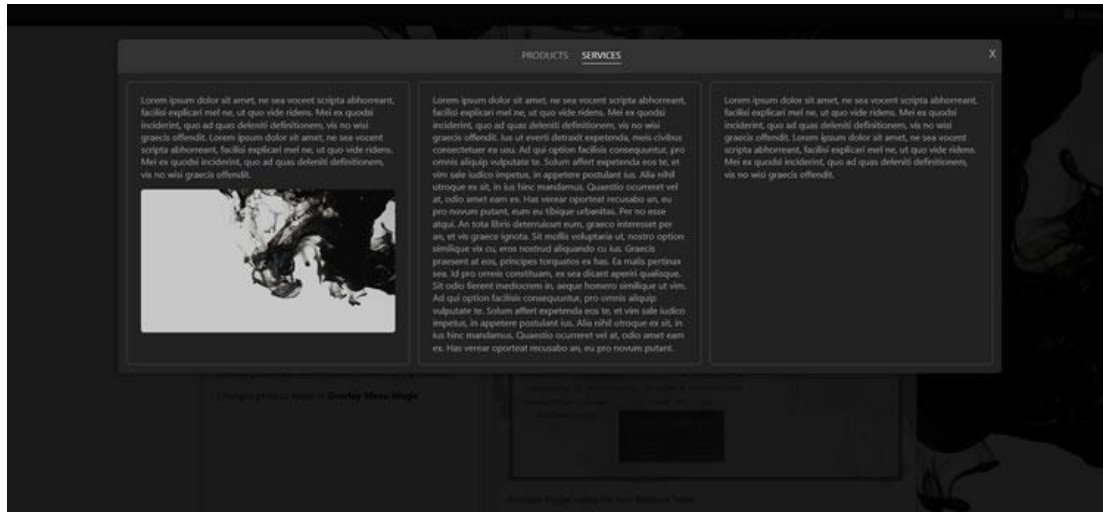 PRODUCTS SERVICES X
Lorem ipsum dolor sit amet, ne sea vocent scripta abhorreant,
facilisi explicari mel ne, ut quo vide ridens. Mei ex quodsi
inciderint, quo ad quas deleniti definitionem, vis no wisi
graecis offendit. Lorem ipsum dolor sit amet, ne sea vocent
scripta abhorreant, facilisi explicari mel ne, ut quo vide ridens.
Mei ex quodsi inciderint, quo ad quas deleniti definitionem,
vis no wisi graecis offendit.
Lorem ipsum dolor sit amet, ne sea vocent scripta abhorreant,
facilisi explicari mel ne, ut quo vide ridens. Mei ex quodsi
inciderint, quo ad quas deleniti definitionem, vis no wisi
graecis offendit. Ius ut everti detraxit expetenda, meis civibus
consectetuer ea usu. Ad qui option facilisis consequuntur, pro
omnis aliquip vulputate te. Solum affert expetenda eos te, et
vim sale iudico impetus, in appetere postulant ius. Alia nihil
utroque ex sit, in ius hinc mandamus. Quaestio ocurreret vel
at, odio amet eam ex. Has verear oporteat recusabo an, eu
pro novum putant, eum eu tibique urbanitas. Per no esse
atqui. An tota libris deterruisset eum, graeco interesset per
an, et vis graece ignota. Sit mollis voluptaria ut, nostro option
similique vix cu, eros nostrud aliquando cu ius. Graecis
praesent at eos, principes torquatos ex has. Ea malis pertinax
sea. Id pro omnis constituam, ex sea dicant aperiri qualisque.
Sit odio fierent mediocrem in, aeque homero similique ut vim.
Ad qui option facilisis consequuntur, pro omnis aliquip
vulputate te. Solum affert expetenda eos te, et vim sale iudico
impetus, in appetere postulant ius. Alia nihil utroque ex sit, in
ius hinc mandamus. Quaestio ocurreret vel at, odio amet eam
ex. Has verear oporteat recusabo an, eu pro novum putant.
Lorem ipsum dolor sit amet, ne sea vocent scripta abhorreant,
facilisi explicari mel ne, ut quo vide ridens. Mei ex quodsi
inciderint, quo ad quas deleniti definitionem, vis no wisi
graecis offendit. Lorem ipsum dolor sit amet, ne sea vocent
scripta abhorreant, facilisi explicari mel ne, ut quo vide ridens.
Mei ex quodsi inciderint, quo ad quas deleniti definitionem,
vis no wisi graecis offendit.
Overlay Menu Magic